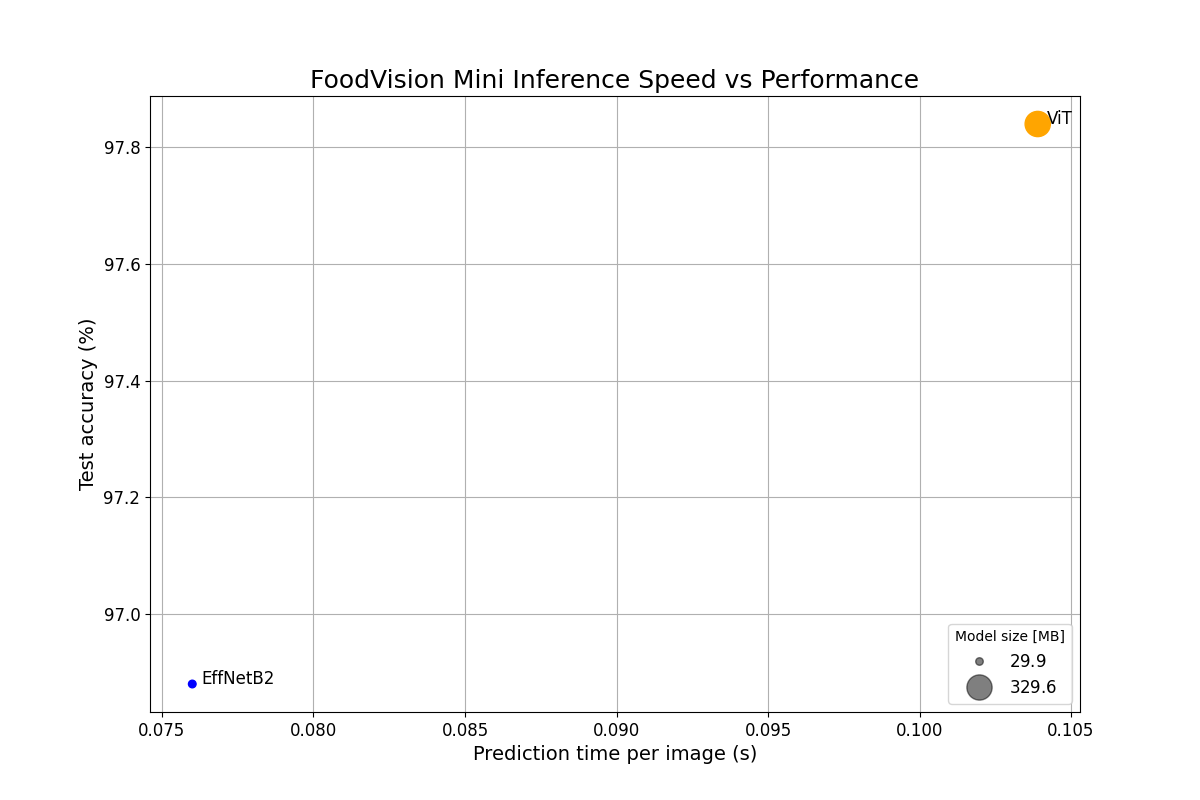 FoodVision Mini Inference Speed vs Performance
ViT
97.8
97.6
97.4
97.2
97.0
Test accuracy (%)
EffNetB2
Model size [MB]
29.9
329.6
0.075 0.080 0.085 0.090 0.095 0.100 0.105
Prediction time per image (s)